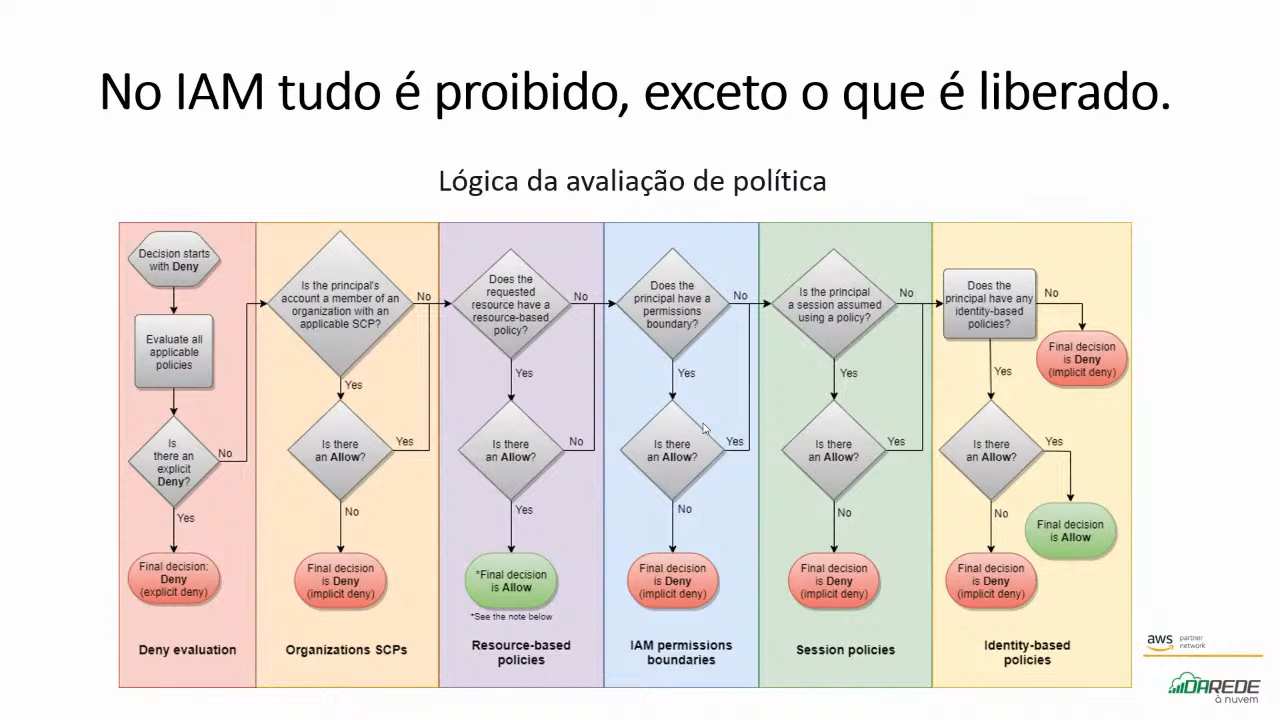 No IAM tudo é proibido, exceto o que é liberado.
Lógica da avaliação de política
Decision starts
with Deny
Evaluate all
applicable
policies
Is
there an
explicit
Deny?
No
Yes
Final decision:
Deny
(explicit deny)
Deny evaluation
Is the principal's
account a member of an
organization with an
applicable SCP?
No
Yes
Is there
an Allow?
Yes
No
Final decision
is Deny
(implicit deny)
Organizations SCPs
Does the
requested
resource have a
resource-based
policy?
No
Yes
Is there
an Allow?
No
Yes
*Final decision
is Allow
*See the note below
Resource-based
policies
Does the
principal have a
permissions
boundary?
No
Yes
Is there
an Allow?
Yes
No
Final decision
is Deny
(implicit deny)
IAM permissions
boundaries
Is the principal
a session assumed
using a policy?
No
Yes
Is there
an Allow?
Yes
No
Final decision
is Deny
(implicit deny)
Session policies
Does the
principal have any
identity-based
policies?
No
Final decision
is Deny
(implicit deny)
Yes
Is there
an Allow?
Yes
Final decision
is Allow
No
Final decision
is Deny
(implicit deny)
Identity-based
policies
aws
partner
network
DAREDE
à nuvem